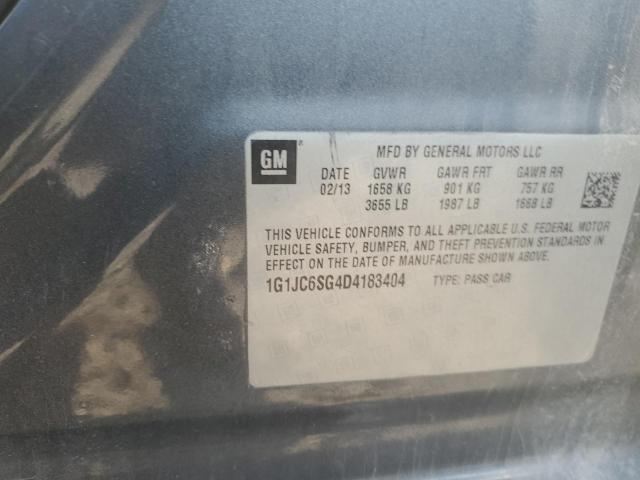 GM
MFD BY GENERAL MOTORS LLC
DATE GVWR GAWR FRT GAWR RR
02/13 1658 KG 901 KG 757 KG
3655 LB 1987 LB 1668 LB
THIS VEHICLE CONFORMS TO ALL APPLICABLE U.S. FEDERAL MOTOR
VEHICLE SAFETY, BUMPER, AND THEFT PREVENTION STANDARDS IN
EFFECT ON THE DATE OF MANUFACTURE SHOWN ABOVE.
1G1JC6SG4D4183404 TYPE: PASS CAR